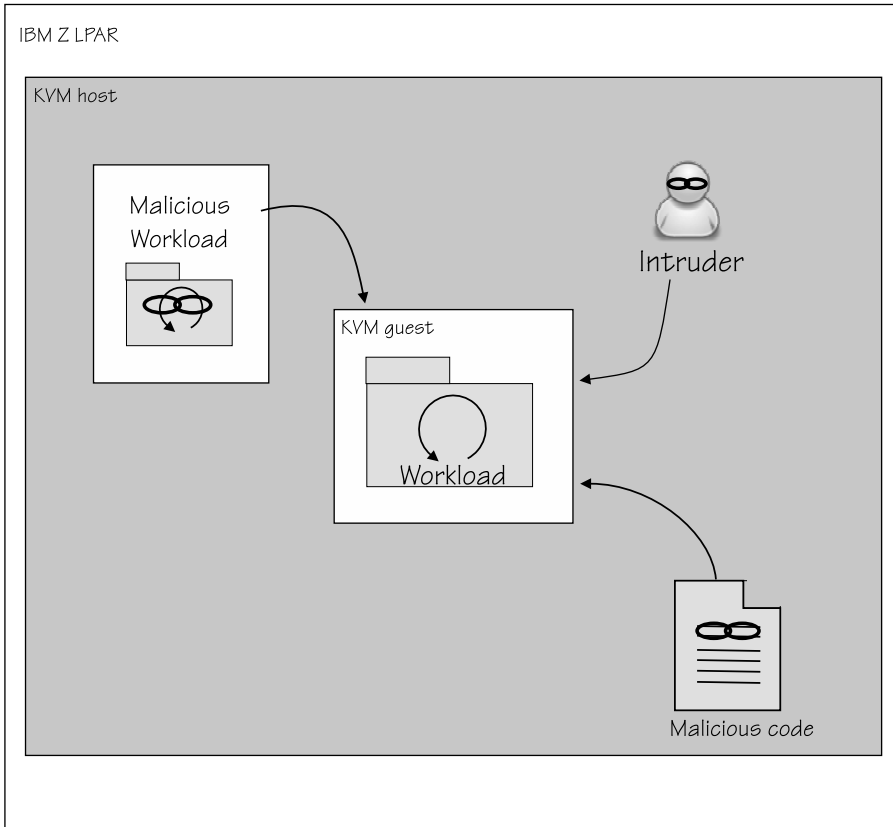 IBM Z LPAR
KVM host
Malicious
Workload
Intruder
KVM guest
Workload
Malicious code